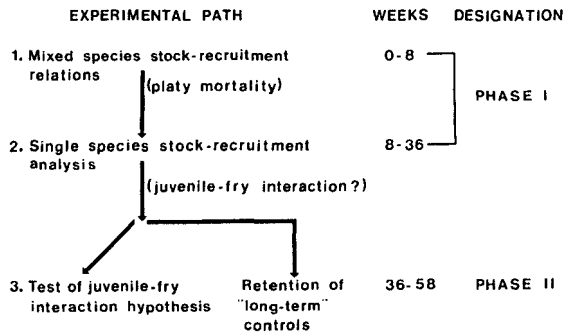 EXPERIMENTAL PATH WEEKS DESIGNATION
1. Mixed species stock-recruitment 0-8
relations
(platy mortality)
PHASE I
2. Single species stock-recruitment 8-36
analysis
(juvenile-fry interaction?)
3. Test of juvenile-fry Retention of 36-58 PHASE II
interaction hypothesis "long-term"
controls